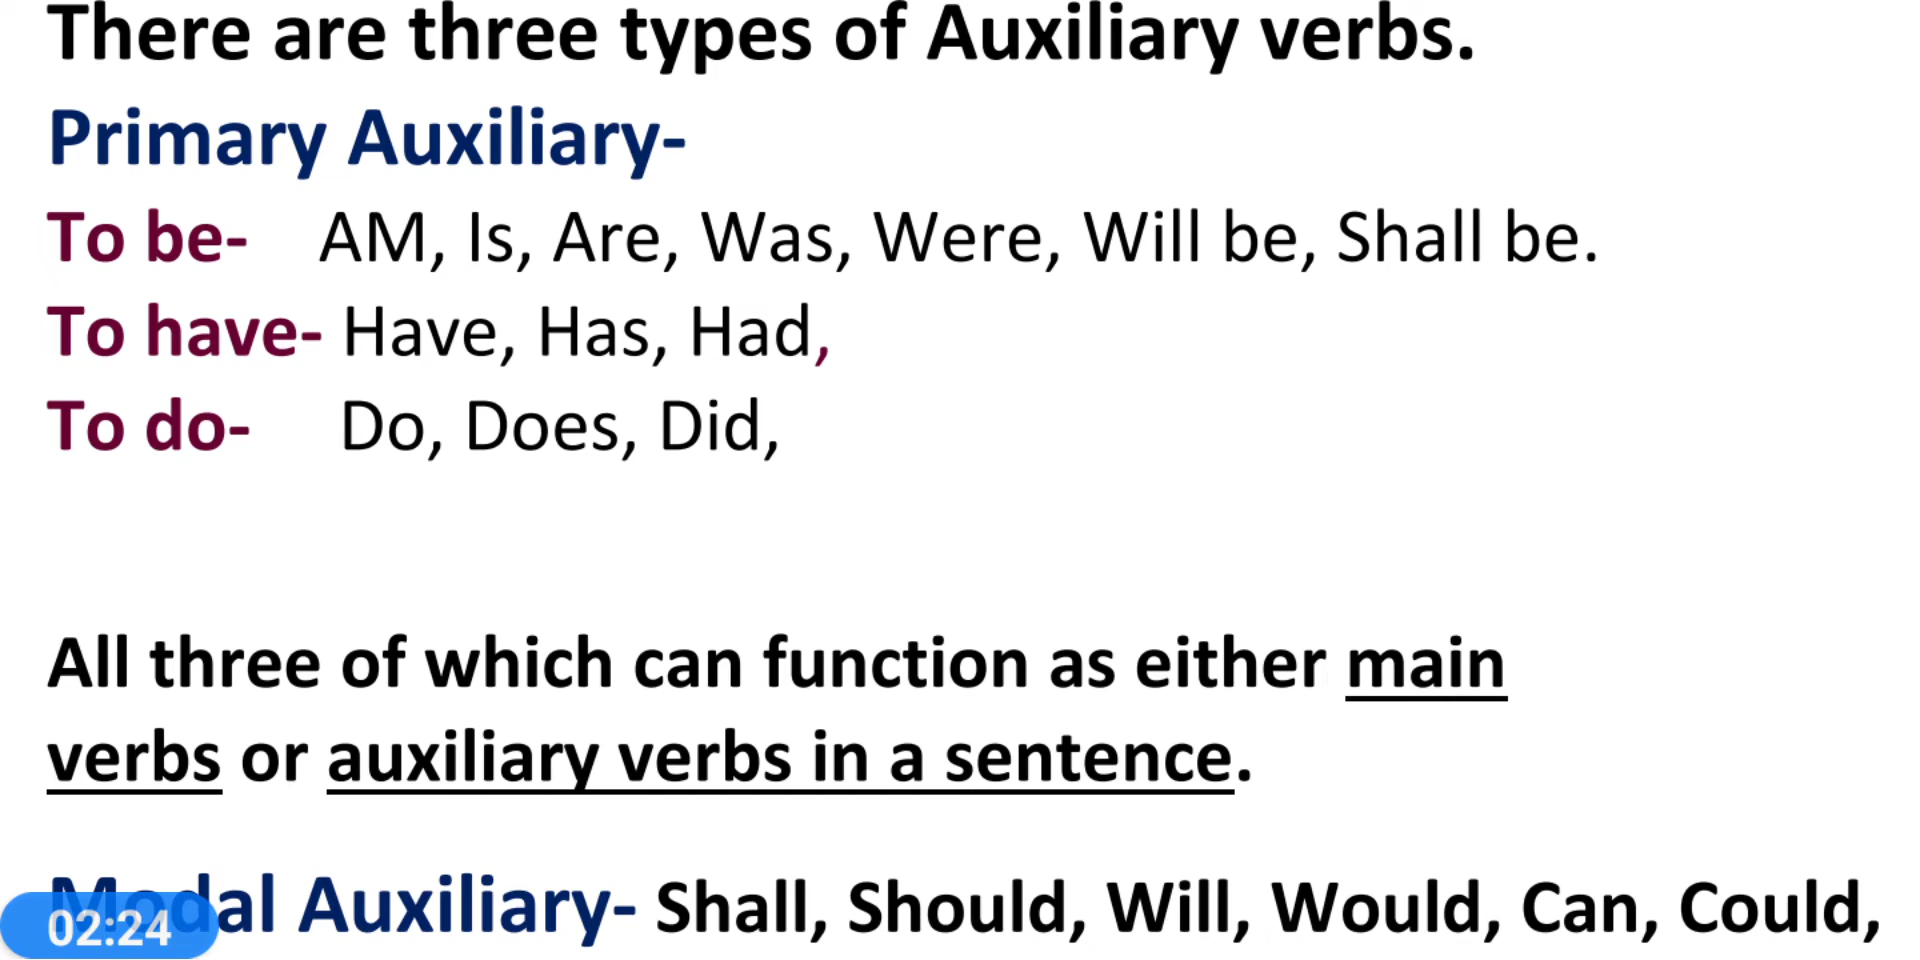 There are three types of Auxiliary verbs.
Primary Auxiliary-
To be- AM, Is, Are, Was, Were, Will be, Shall be.
To have- Have, Has, Had,
To do- Do, Does, Did,
All three of which can function as either main
verbs or auxiliary verbs in a sentence.
Modal Auxiliary- Shall, Should, Will, Would, Can, Could,
02:24